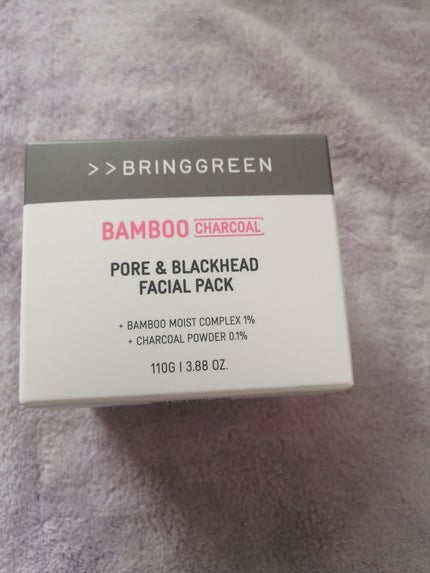 >>BRINGGREEN
BAMBOO CHARCOAL
PORE & BLACKHEAD
FACIAL PACK
+ BAMBOO MOIST COMPLEX 1%
+ CHARCOAL POWDER 0.1%
110G | 3.88 OZ.